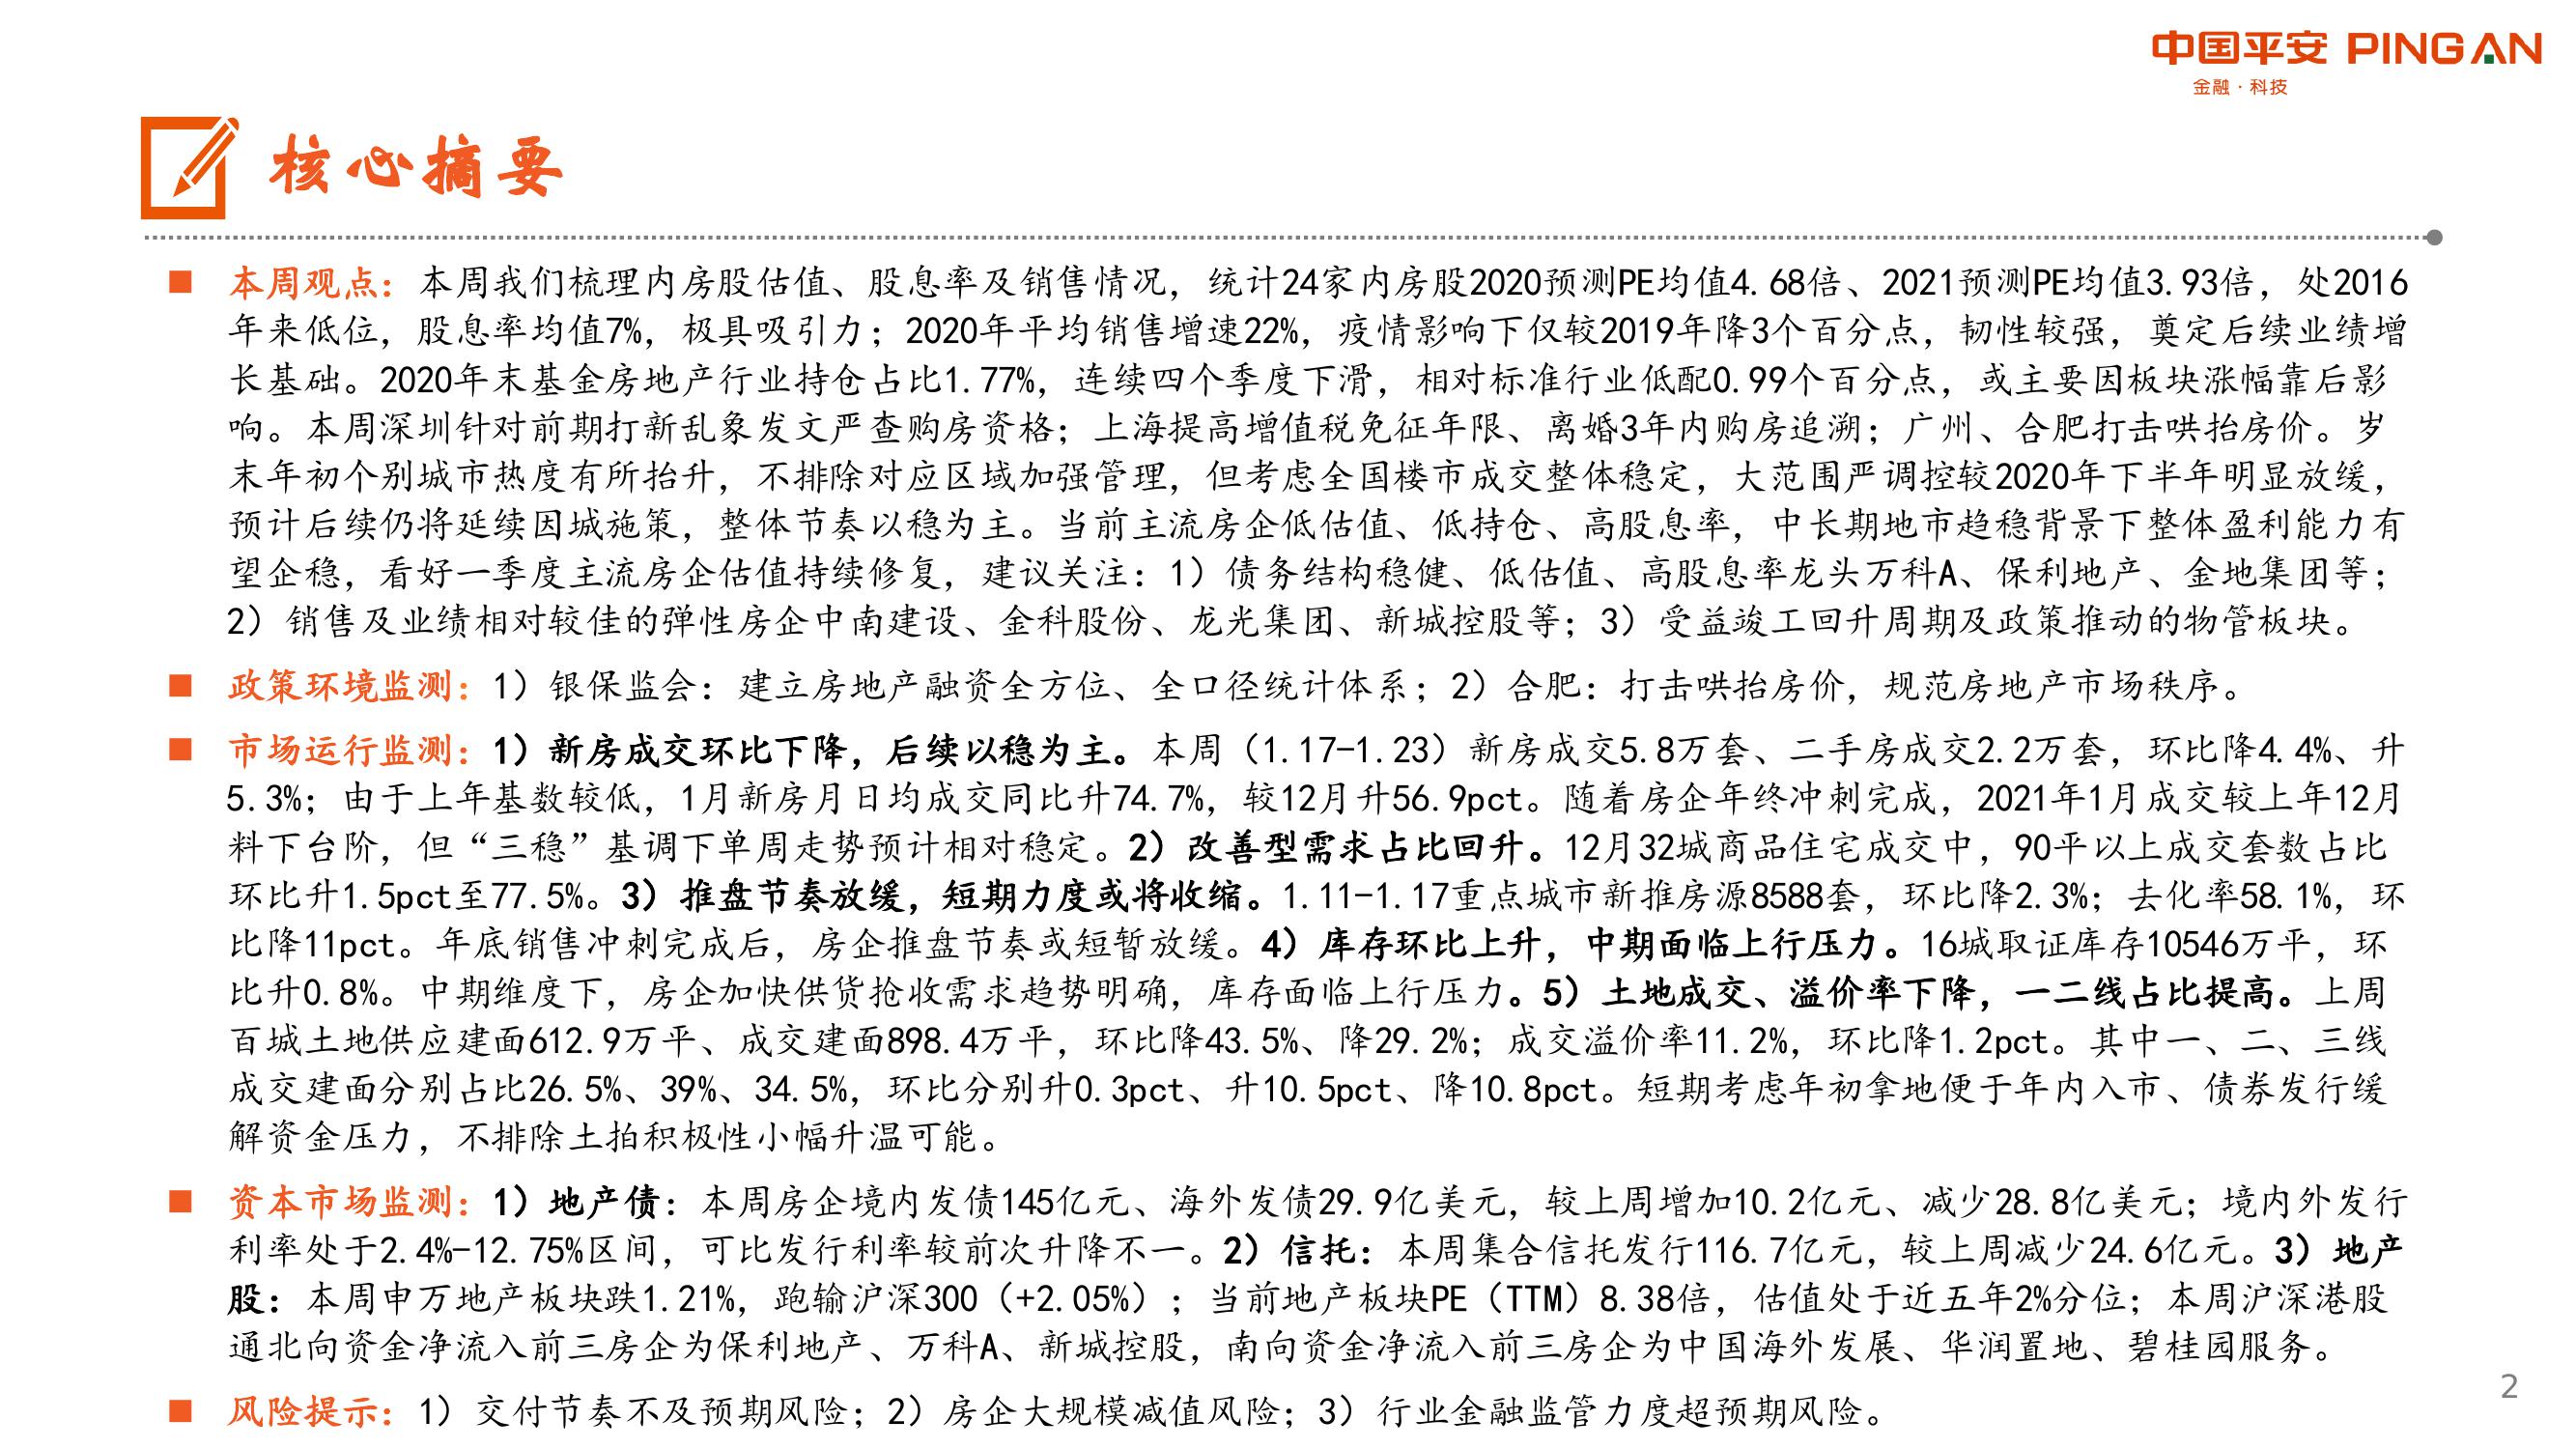 中国平安 PING AN
金融·科技
核心摘要
■ 本周观点：本周我们梳理内房股估值、股息率及销售情况，统计24家内房股2020预测PE均值4.68倍、2021预测PE均值3.93倍，处2016
年来低位，股息率均值7%，极具吸引力；2020年平均销售增速22%，疫情影响下仅较2019年降3个百分点，韧性较强，奠定后续业绩增
长基础。2020年末基金房地产行业持仓占比1.77%，连续四个季度下滑，相对标准行业低配0.99个百分点，或主要因板块涨幅靠后影
响。本周深圳针对前期打新乱象发文严查购房资格；上海提高增值税免征年限、离婚3年内购房追溯；广州、合肥打击哄抬房价。岁
末年初个别城市热度有所抬升，不排除对应区域加强管理，但考虑全国楼市成交整体稳定，大范围严调控较2020年下半年明显放缓，
预计后续仍将延续因城施策，整体节奏以稳为主。当前主流房企低估值、低持仓、高股息率，中长期地市趋稳背景下整体盈利能力有
望企稳，看好一季度主流房企估值持续修复，建议关注：1）债务结构稳健、低估值、高股息率龙头万科A、保利地产、金地集团等；
2）销售及业绩相对较佳的弹性房企中南建设、金科股份、龙光集团、新城控股等；3）受益竣工回升周期及政策推动的物管板块。
■ 政策环境监测：1）银保监会：建立房地产融资全方位、全口径统计体系；2）合肥：打击哄抬房价，规范房地产市场秩序。
■ 市场运行监测：1）新房成交环比下降，后续以稳为主。本周（1.17-1.23）新房成交5.8万套、二手房成交2.2万套，环比降4.4%、升
5.3%；由于上年基数较低，1月新房月日均成交同比升74.7%，较12月升56.9pct。随着房企年终冲刺完成，2021年1月成交较上年12月
料下台阶，但“三稳”基调下单周走势预计相对稳定。2）改善型需求占比回升。12月32城商品住宅成交中，90平以上成交套数占比
环比升1.5pct至77.5%。3）推盘节奏放缓，短期力度或将收缩。1.11-1.17重点城市新推房源8588套，环比降2.3%；去化率58.1%，环
比降11pct。年底销售冲刺完成后，房企推盘节奏或短暂放缓。4）库存环比上升，中期面临上行压力。16城取证库存10546万平，环
比升0.8%。中期维度下，房企加快供货抢收需求趋势明确，库存面临上行压力。5）土地成交、溢价率下降，一二线占比提高。上周
百城土地供应建面612.9万平、成交建面898.4万平，环比降43.5%、降29.2%；成交溢价率11.2%，环比降1.2pct。其中一、二、三线
成交建面分别占比26.5%、39%、34.5%，环比分别升0.3pct、升10.5pct、降10.8pct。短期考虑年初拿地便于年内入市、债券发行缓
解资金压力，不排除土拍积极性小幅升温可能。
■ 资本市场监测：1）地产债：本周房企境内发债145亿元、海外发债29.9亿美元，较上周增加10.2亿元、减少28.8亿美元；境内外发行
利率处于2.4%-12.75%区间，可比发行利率较前次升降不一。2）信托：本周集合信托发行116.7亿元，较上周减少24.6亿元。3）地产
股：本周申万地产板块跌1.21%，跑输沪深300（+2.05%）；当前地产板块PE（TTM）8.38倍，估值处于近五年2%分位；本周沪深港股
通北向资金净流入前三房企为保利地产、万科A、新城控股，南向资金净流入前三房企为中国海外发展、华润置地、碧桂园服务。
■ 风险提示：1）交付节奏不及预期风险；2）房企大规模减值风险；3）行业金融监管力度超预期风险。
2